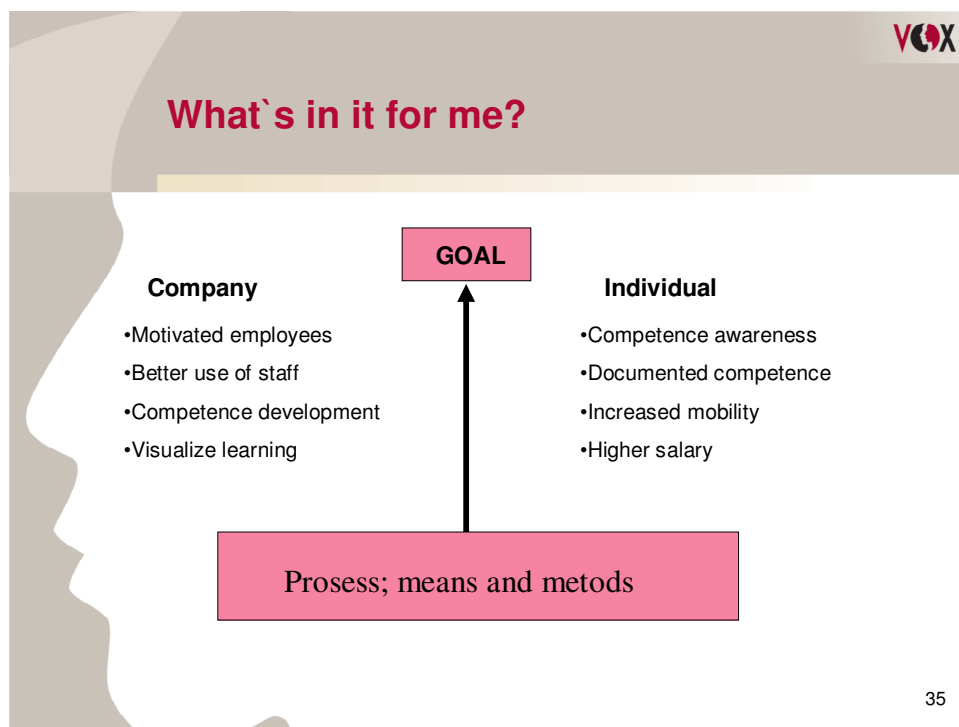 VOX
What`s in it for me?
GOAL
Company
•Motivated employees
•Better use of staff
•Competence development
•Visualize learning
Individual
•Competence awareness
•Documented competence
•Increased mobility
•Higher salary
Prosess; means and metods
35